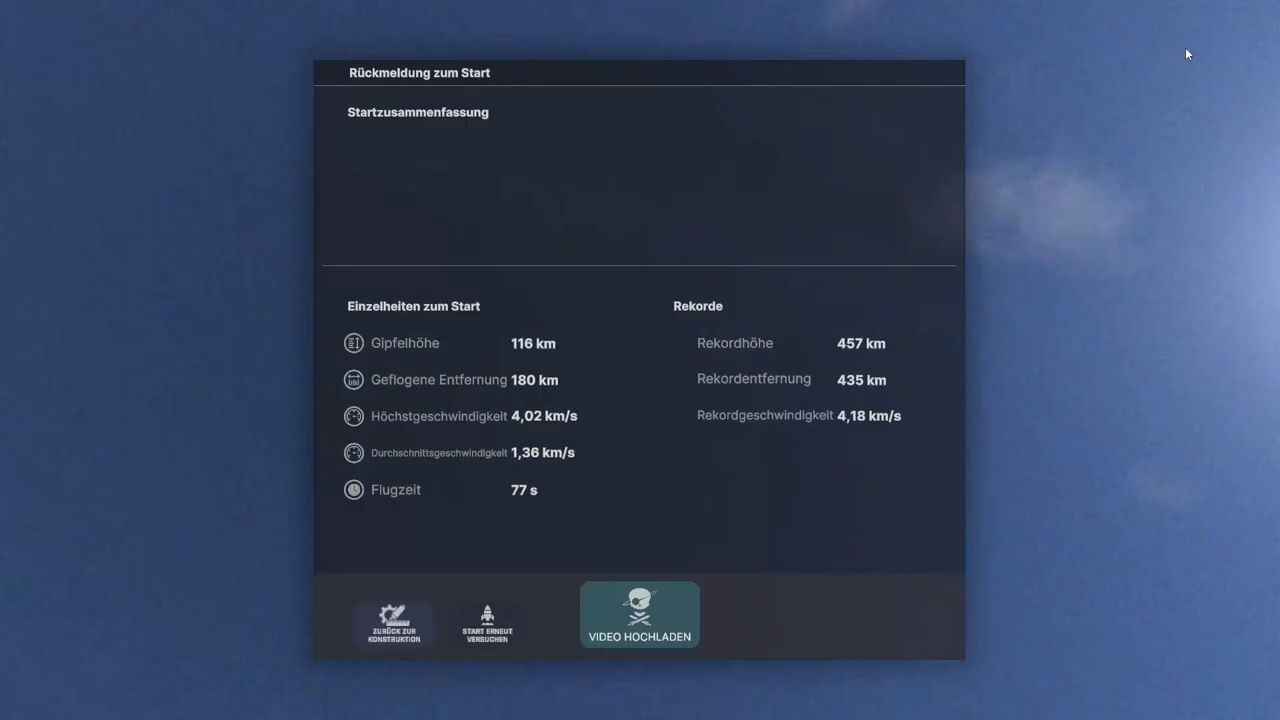 Rückmeldung zum Start
Startzusammenfassung
Einzelheiten zum Start
Gipfelhöhe 116 km
Geflogene Entfernung 180 km
Höchstgeschwindigkeit 4,02 km/s
Durchschnittsgeschwindigkeit 1,36 km/s
Flugzeit 77 s
Rekorde
Rekordhöhe 457 km
Rekordentfernung 435 km
Rekordgeschwindigkeit 4,18 km/s
ZURÜCK ZUR
KONSTRUKTION
START ERNEUT
VERSUCHEN
VIDEO HOCHLADEN